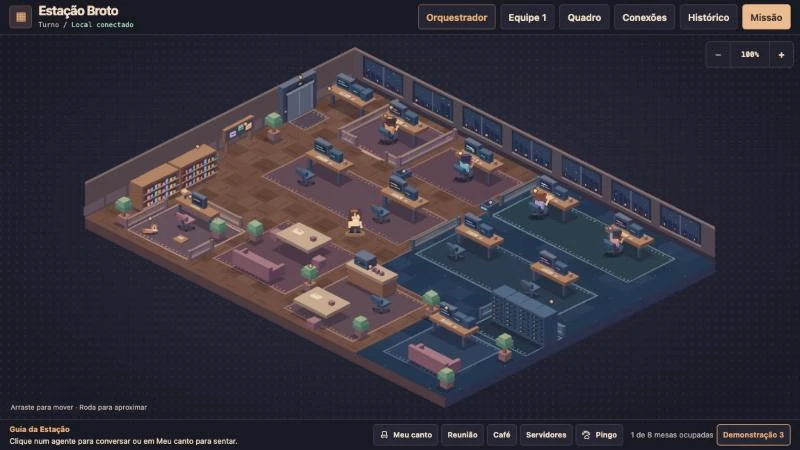 Estação Broto
Turno / Local conectado
Orquestrador
Equipe 1
Quadro
Conexões
Histórico
Missão
− 100% +
Arraste para mover · Roda para aproximar
Guia da Estação
Clique num agente para conversar ou em Meu canto para sentar.
Meu canto
Reunião
Café
Servidores
Pingo
1 de 8 mesas ocupadas
Demonstração 3